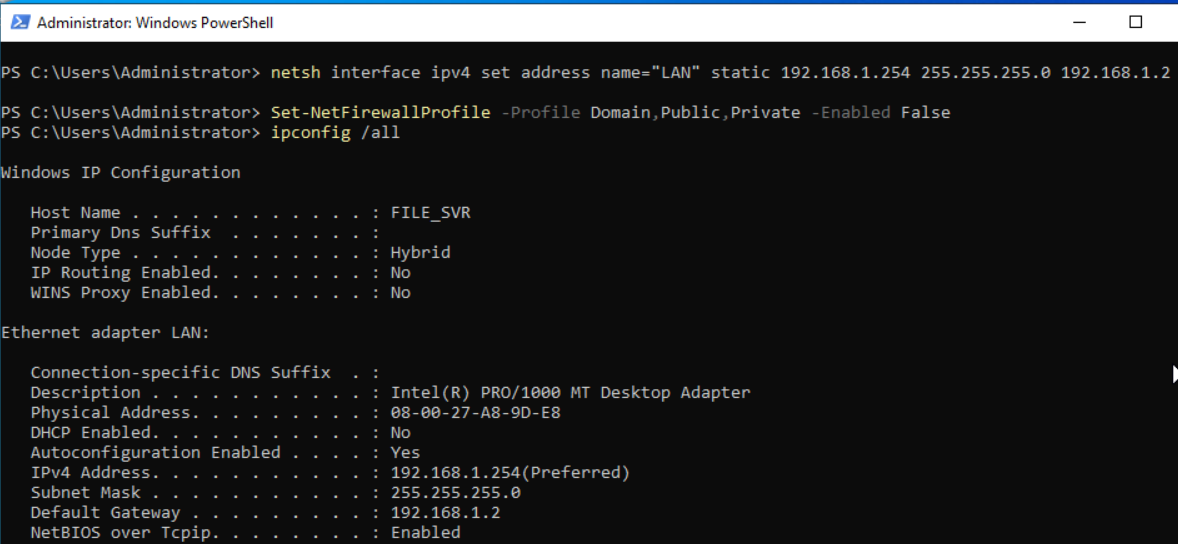 Administrator: Windows PowerShell
PS C:\Users\Administrator> netsh interface ipv4 set address name="LAN" static 192.168.1.254 255.255.255.0 192.168.1.2
PS C:\Users\Administrator> Set-NetFirewallProfile -Profile Domain,Public,Private -Enabled False
PS C:\Users\Administrator> ipconfig /all
Windows IP Configuration
   Host Name . . . . . . . . . . . . : FILE_SVR
   Primary Dns Suffix  . . . . . . . :
   Node Type . . . . . . . . . . . . : Hybrid
   IP Routing Enabled. . . . . . . . : No
   WINS Proxy Enabled. . . . . . . . : No
Ethernet adapter LAN:
   Connection-specific DNS Suffix  . :
   Description . . . . . . . . . . . : Intel(R) PRO/1000 MT Desktop Adapter
   Physical Address. . . . . . . . . : 08-00-27-A8-9D-E8
   DHCP Enabled. . . . . . . . . . . : No
   Autoconfiguration Enabled . . . . : Yes
   IPv4 Address. . . . . . . . . . . : 192.168.1.254(Preferred)
   Subnet Mask . . . . . . . . . . . : 255.255.255.0
   Default Gateway . . . . . . . . . : 192.168.1.2
   NetBIOS over Tcpip. . . . . . . . : Enabled